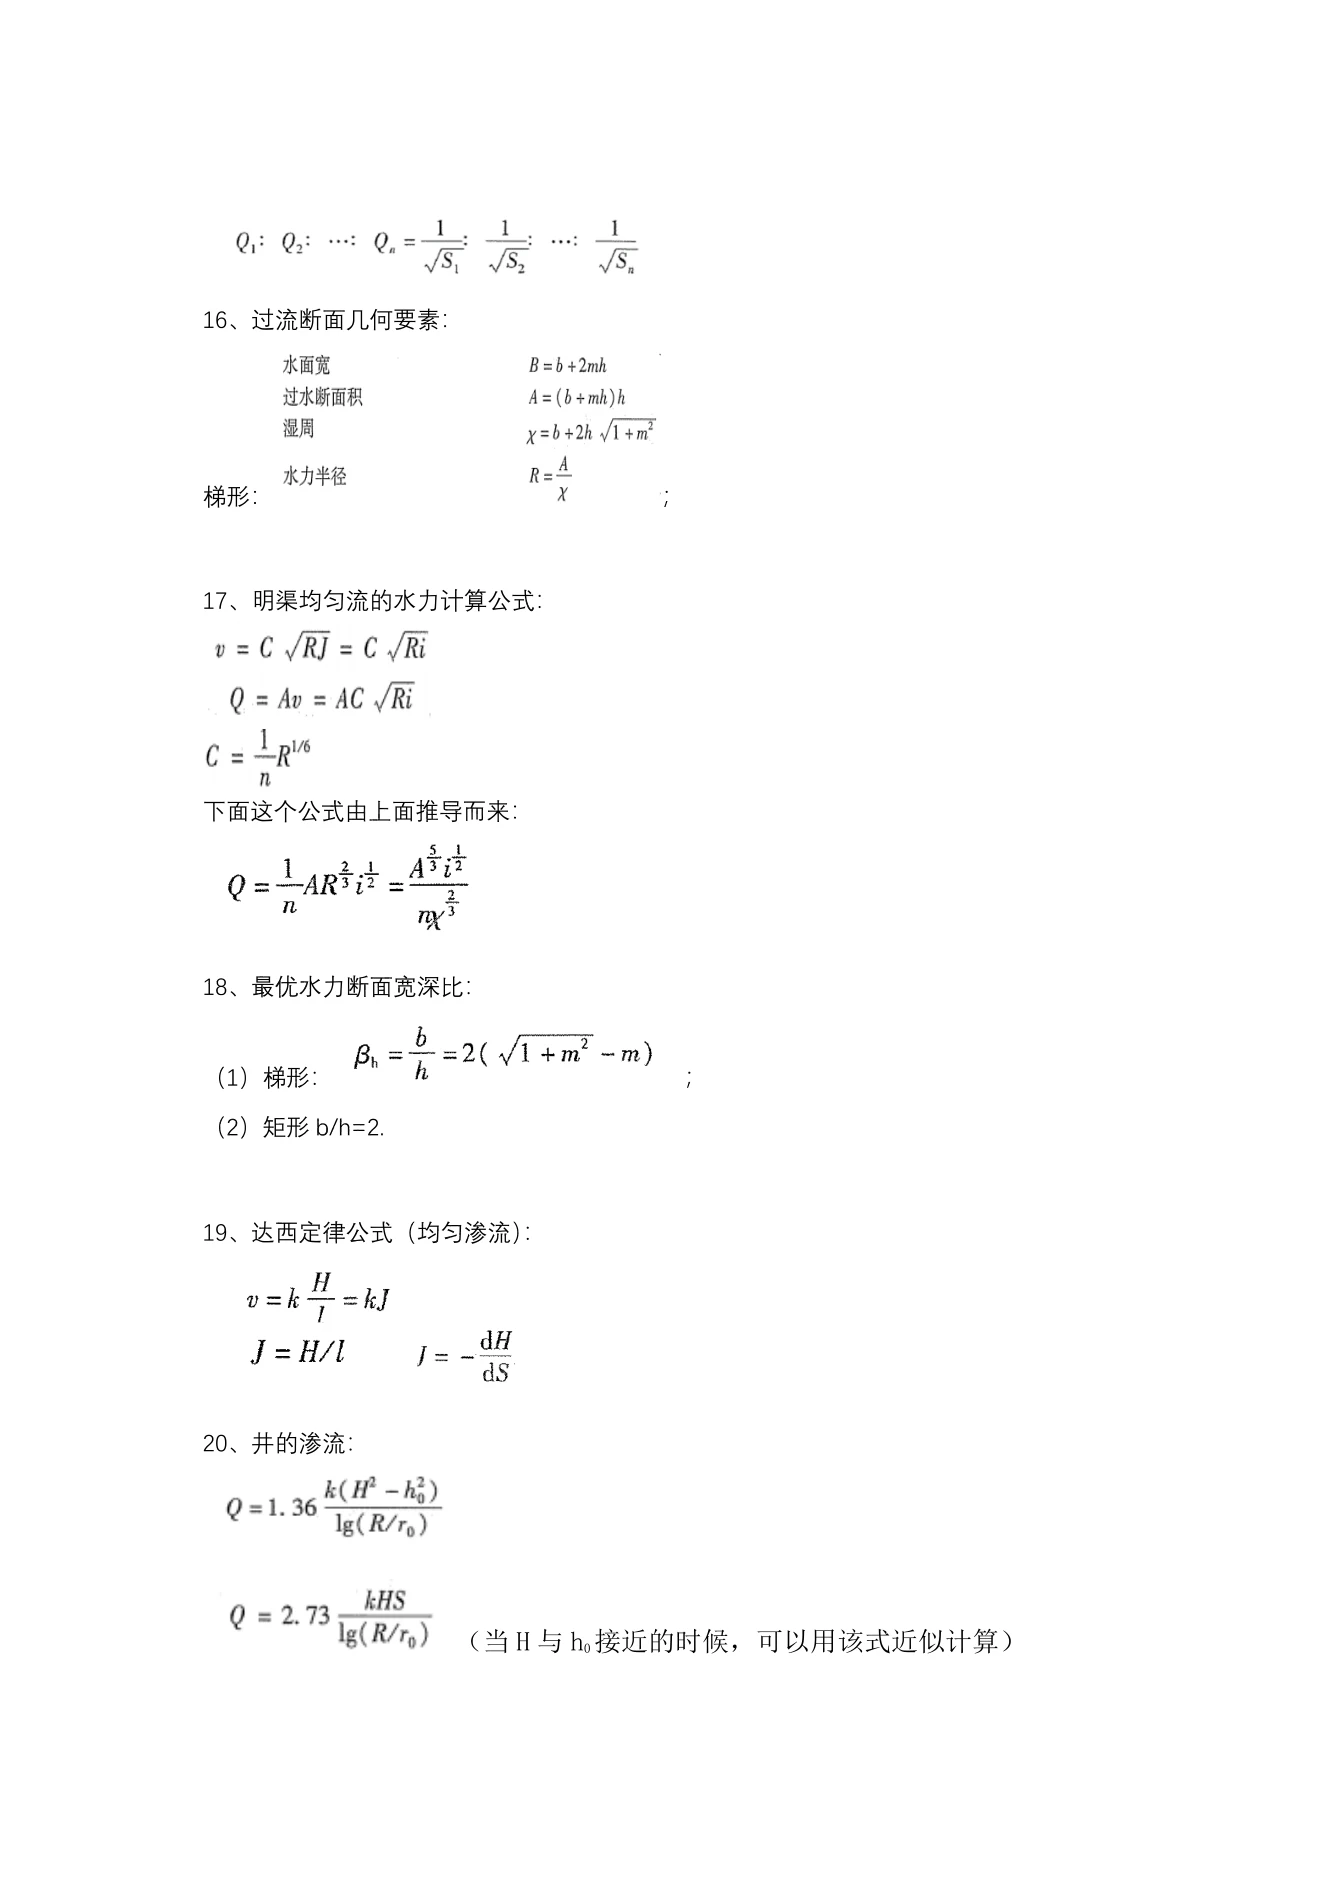 Q₁: Q₂: …: Qₙ = 1/√S₁ : 1/√S₂ : …: 1/√Sₙ
16、过流断面几何要素：
水面宽 B=b+2mh
过水断面积 A=(b+mh)h
湿周 χ=b+2h√(1+m²)
水力半径 R=A/χ
梯形： ；
17、明渠均匀流的水力计算公式：
v = C √(RJ) = C √(Ri)
Q = Av = AC √(Ri)
C = 1/n R^(1/6)
下面这个公式由上面推导而来：
Q = 1/n AR^(2/3) i^(1/2) = A^(5/3) i^(1/2) / nχ^(2/3)
18、最优水力断面宽深比：
（1）梯形： βh = b/h = 2(√(1+m²) − m) ；
（2）矩形 b/h=2.
19、达西定律公式（均匀渗流）：
v = k H/l = kJ
J = H/l J = − dH/dS
20、井的渗流：
Q = 1.36 k(H² − h₀²) / lg(R/r₀)
Q = 2.73 kHS / lg(R/r₀) （当 H 与 h₀接近的时候，可以用该式近似计算）